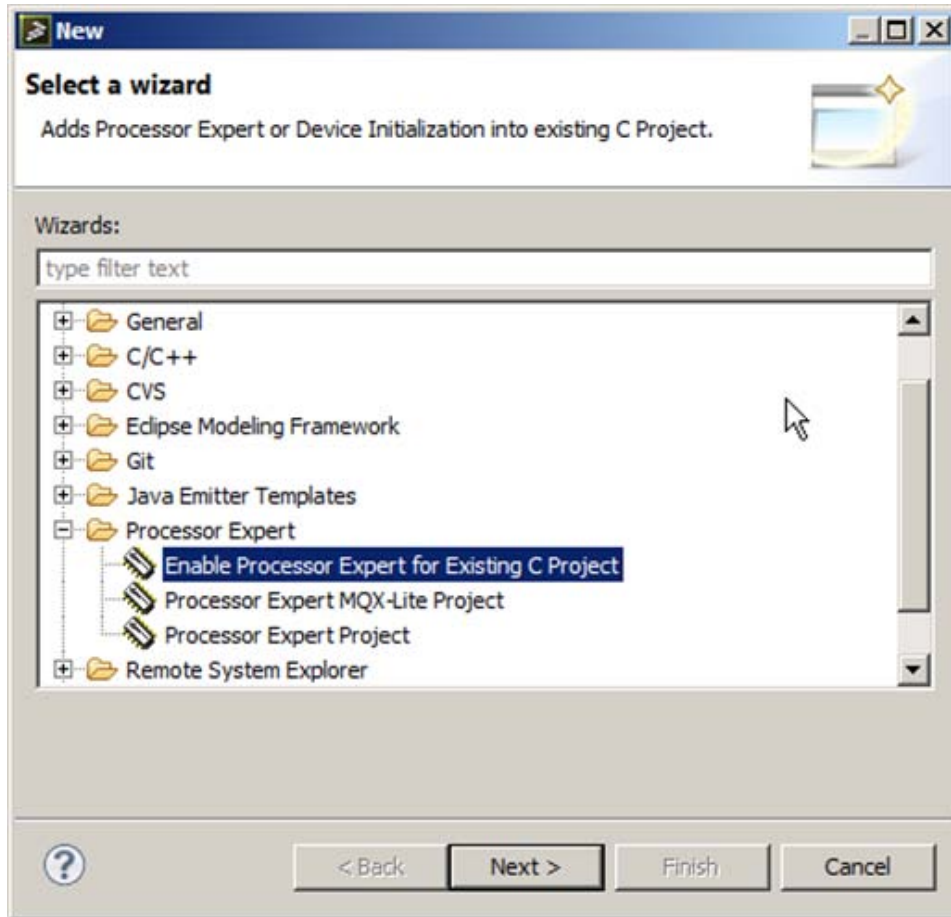 New
Select a wizard
Adds Processor Expert or Device Initialization into existing C Project.
Wizards:
type filter text
General
C/C++
CVS
Eclipse Modeling Framework
Git
Java Emitter Templates
Processor Expert
Enable Processor Expert for Existing C Project
Processor Expert MQX-Lite Project
Processor Expert Project
Remote System Explorer
?
< Back
Next >
Finish
Cancel